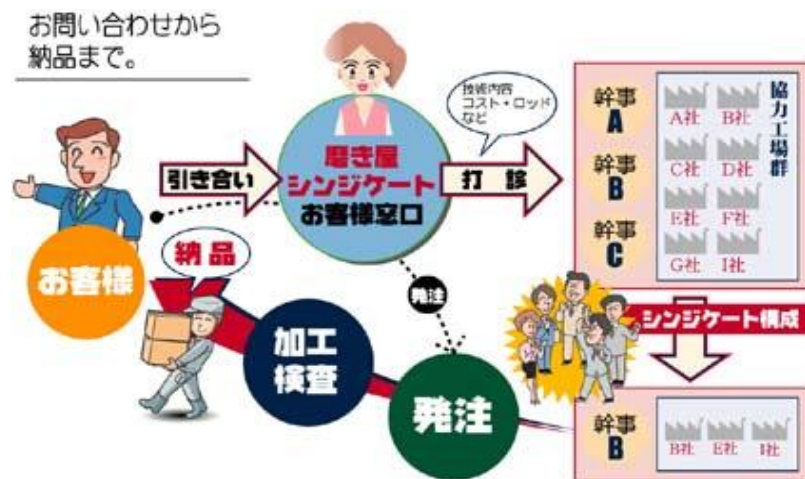 お問い合わせから
納品まで。
お客様
引き合い
磨き屋
シンジケート
お客様窓口
技術内容
コスト・ロッド
など
打診
幹事
A
幹事
B
幹事
C
協力工場群
A社 B社
C社 D社
E社 F社
G社 I社
シンジケート構成
幹事
B
B社 E社 I社
発注
発注
加工
検査
納品